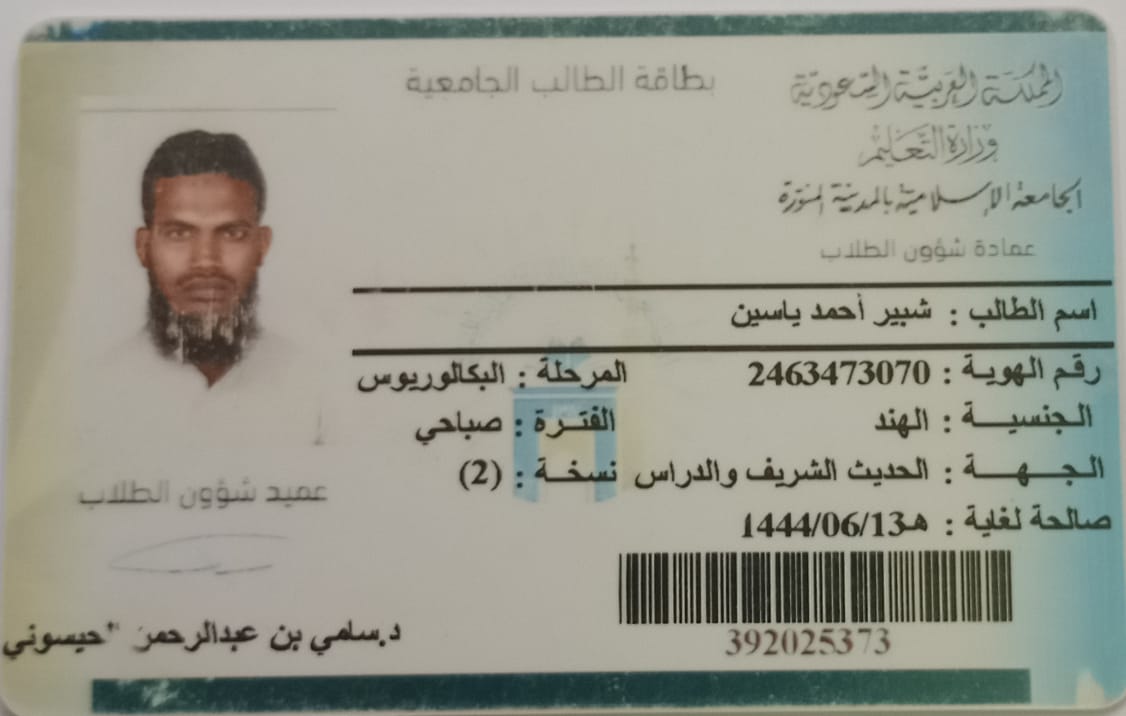 بطاقة الطالب الجامعية
المملكة العربية السعودية
وزارة التعليم
الجامعة الإسلامية بالمدينة المنورة
عمادة شؤون الطلاب
اسم الطالب : شبير أحمد ياسين
رقم الهوية : 2463473070 المرحلة : البكالوريوس
الجنسية : الهند الفترة : صباحي
الجهة : الحديث الشريف والدراس نسخة : (2)
صالحة لغاية : 1444/06/13هـ
392025373
عميد شؤون الطلاب
د.سامي بن عبدالرحمن